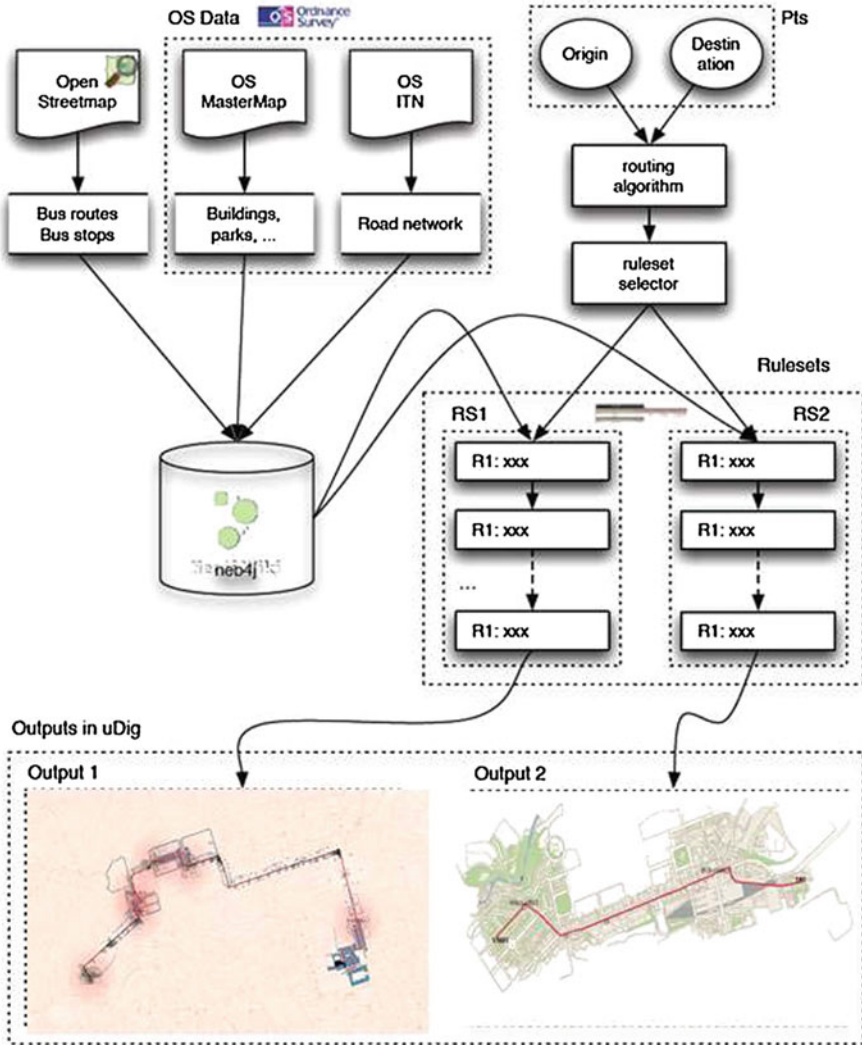 OS Data
Ordnance
Survey
Pts
Open
Streetmap
OS
MasterMap
OS
ITN
Origin
Destin
ation
routing
algorithm
Bus routes
Bus stops
Buildings,
parks, ...
Road network
ruleset
selector
Rulesets
RS1
RS2
R1: xxx
R1: xxx
R1: xxx
R1: xxx
...
R1: xxx
R1: xxx
neb4j
Outputs in uDig
Output 1
Output 2